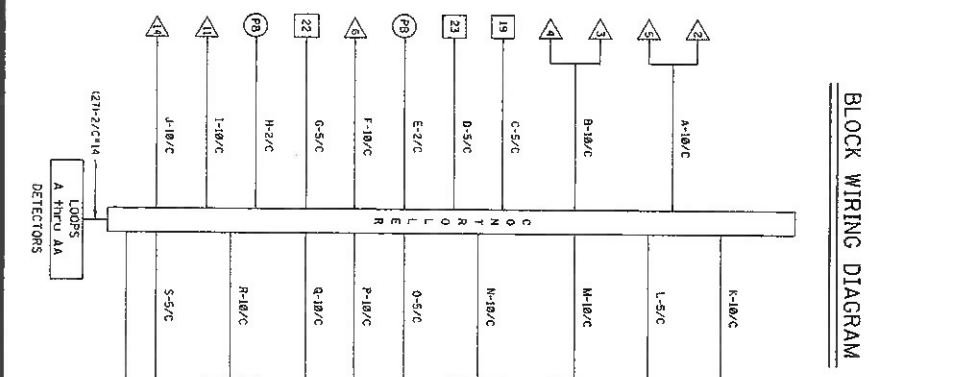 BLOCK WIRING DIAGRAM
2
5
3
4
19
23
PB
6
22
PB
11
14
A-10/C
B-10/C
C-5/C
D-5/C
E-2/C
F-10/C
G-5/C
H-2/C
I-10/C
J-10/C
(27)-2/C#14
CONTROLLER
LOOPS
A thru AA
DETECTORS
K-10/C
L-5/C
M-10/C
N-10/C
O-5/C
P-10/C
Q-10/C
R-10/C
S-5/C